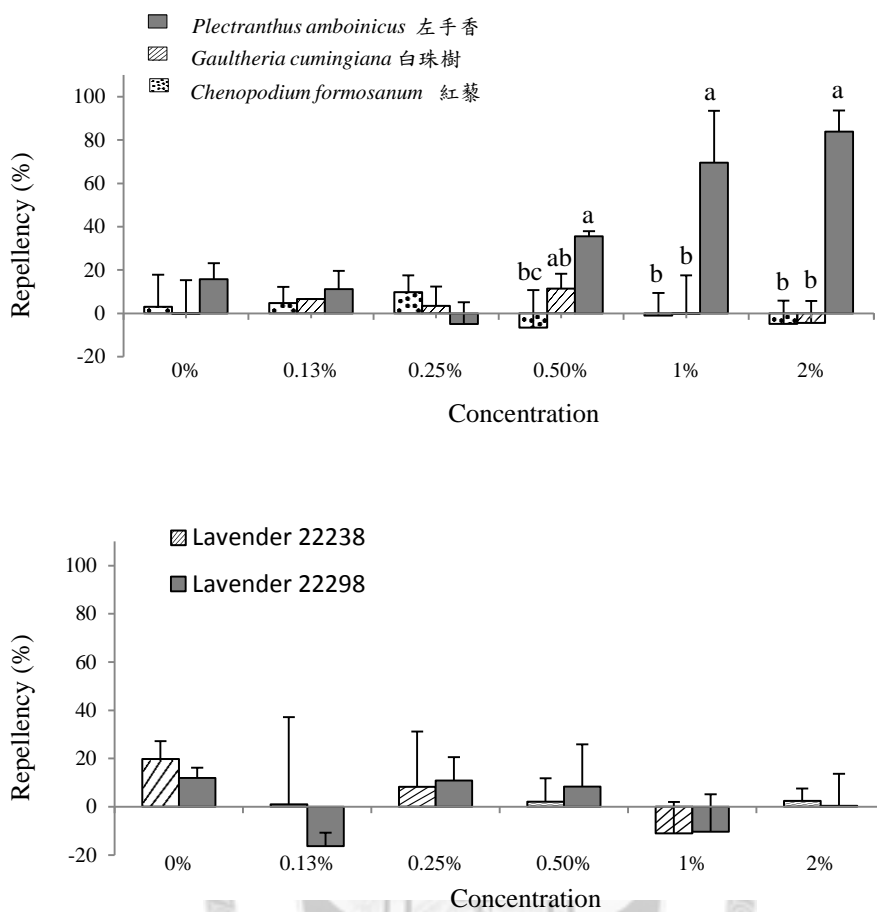 Plectranthus amboinicus 左手香
Gaultheria cumingiana 白珠樹
Chenopodium formosanum 紅藜
Repellency (%)
100
80
60
40
20
0
-20
bc
ab
a
b
b
a
b
b
a
0%
0.13%
0.25%
0.50%
1%
2%
Concentration
Lavender 22238
Lavender 22298
Repellency (%)
100
80
60
40
20
0
-20
0%
0.13%
0.25%
0.50%
1%
2%
Concentration